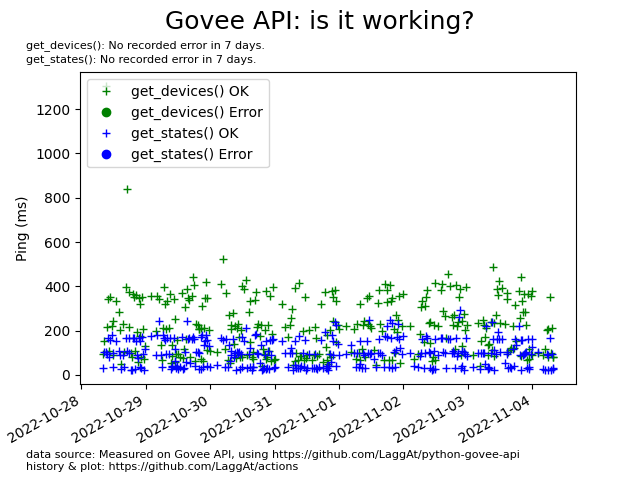 Govee API: is it working?
get_devices(): No recorded error in 7 days.
get_states(): No recorded error in 7 days.
get_devices() OK
get_devices() Error
get_states() OK
get_states() Error
Ping (ms)
1200
1000
800
600
400
200
0
2022-10-28
2022-10-29
2022-10-30
2022-10-31
2022-11-01
2022-11-02
2022-11-03
2022-11-04
data source: Measured on Govee API, using https://github.com/LaggAt/python-govee-api
history & plot: https://github.com/LaggAt/actions